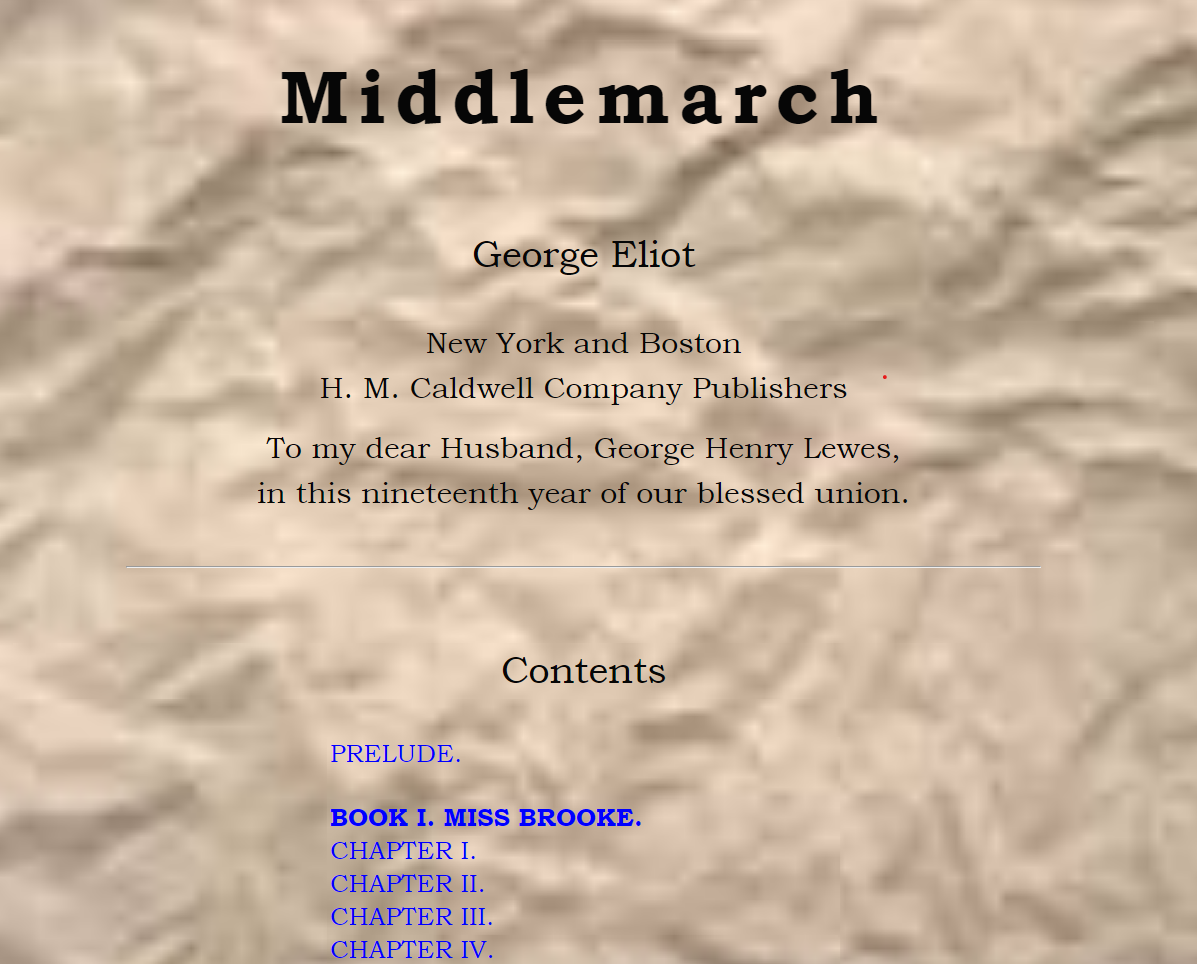 Middlemarch
George Eliot
New York and Boston
H. M. Caldwell Company Publishers
To my dear Husband, George Henry Lewes,
in this nineteenth year of our blessed union.
Contents
PRELUDE.
BOOK I. MISS BROOKE.
CHAPTER I.
CHAPTER II.
CHAPTER III.
CHAPTER IV.